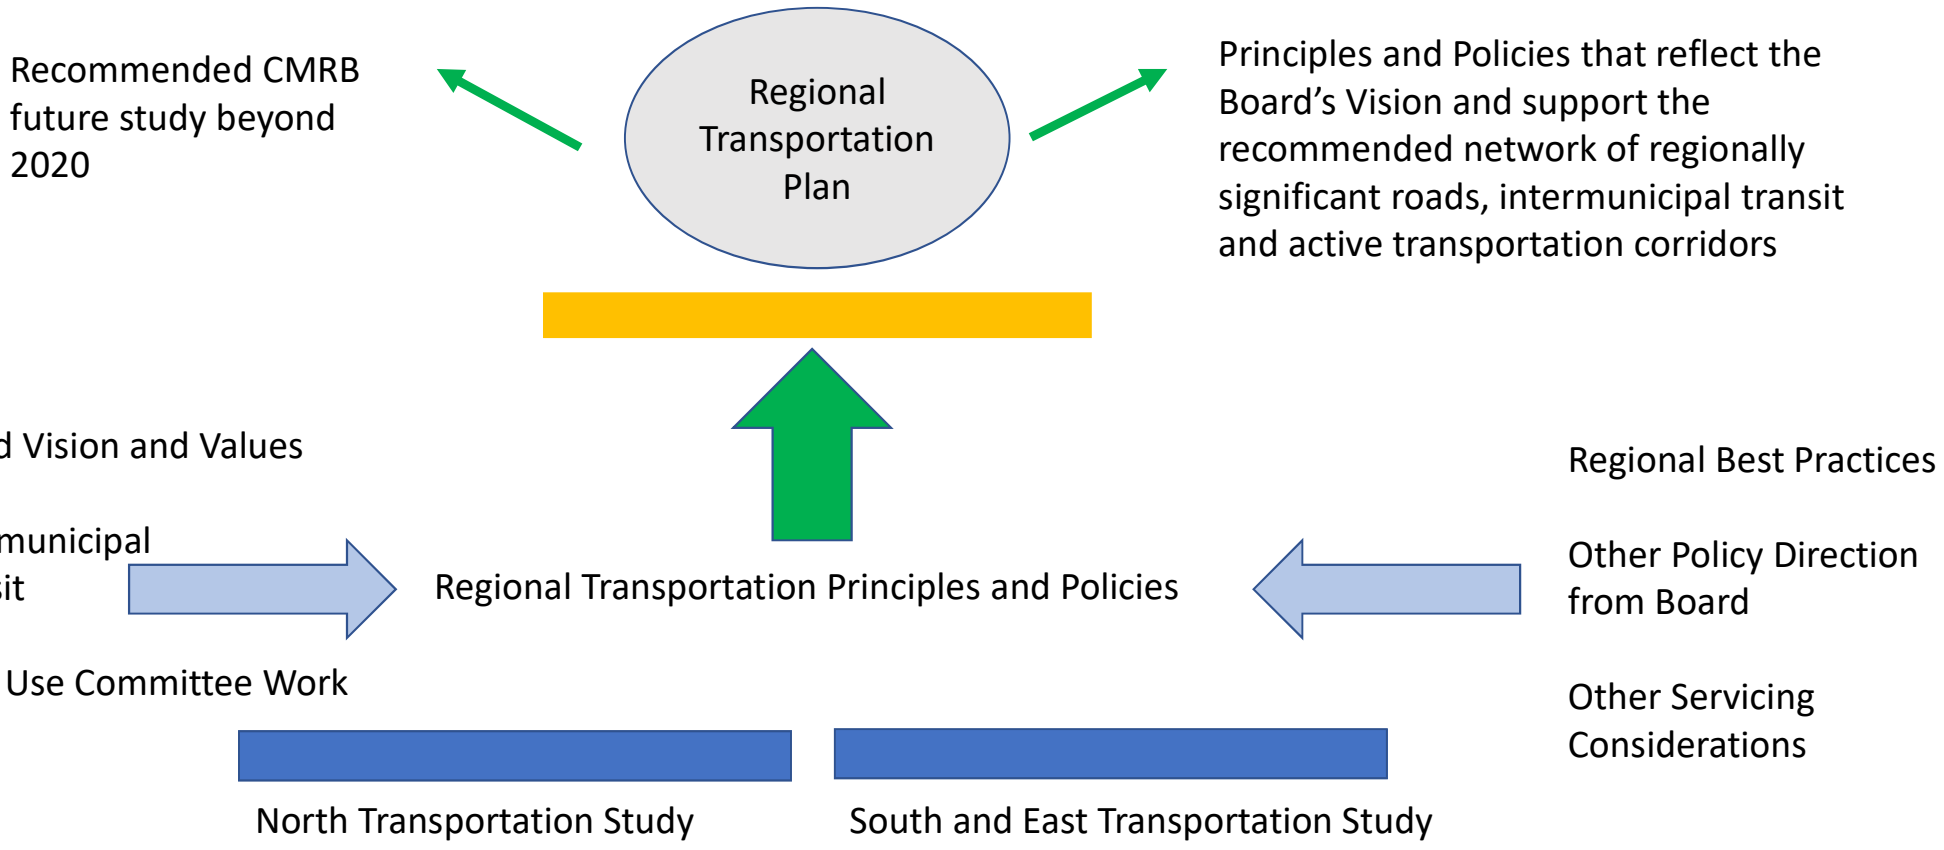 Recommended CMRB
future study beyond
2020
Regional
Transportation
Plan
Principles and Policies that reflect the
Board’s Vision and support the
recommended network of regionally
significant roads, intermunicipal transit
and active transportation corridors
d Vision and Values
municipal
sit
Use Committee Work
Regional Transportation Principles and Policies
Regional Best Practices
Other Policy Direction
from Board
Other Servicing
Considerations
North Transportation Study
South and East Transportation Study